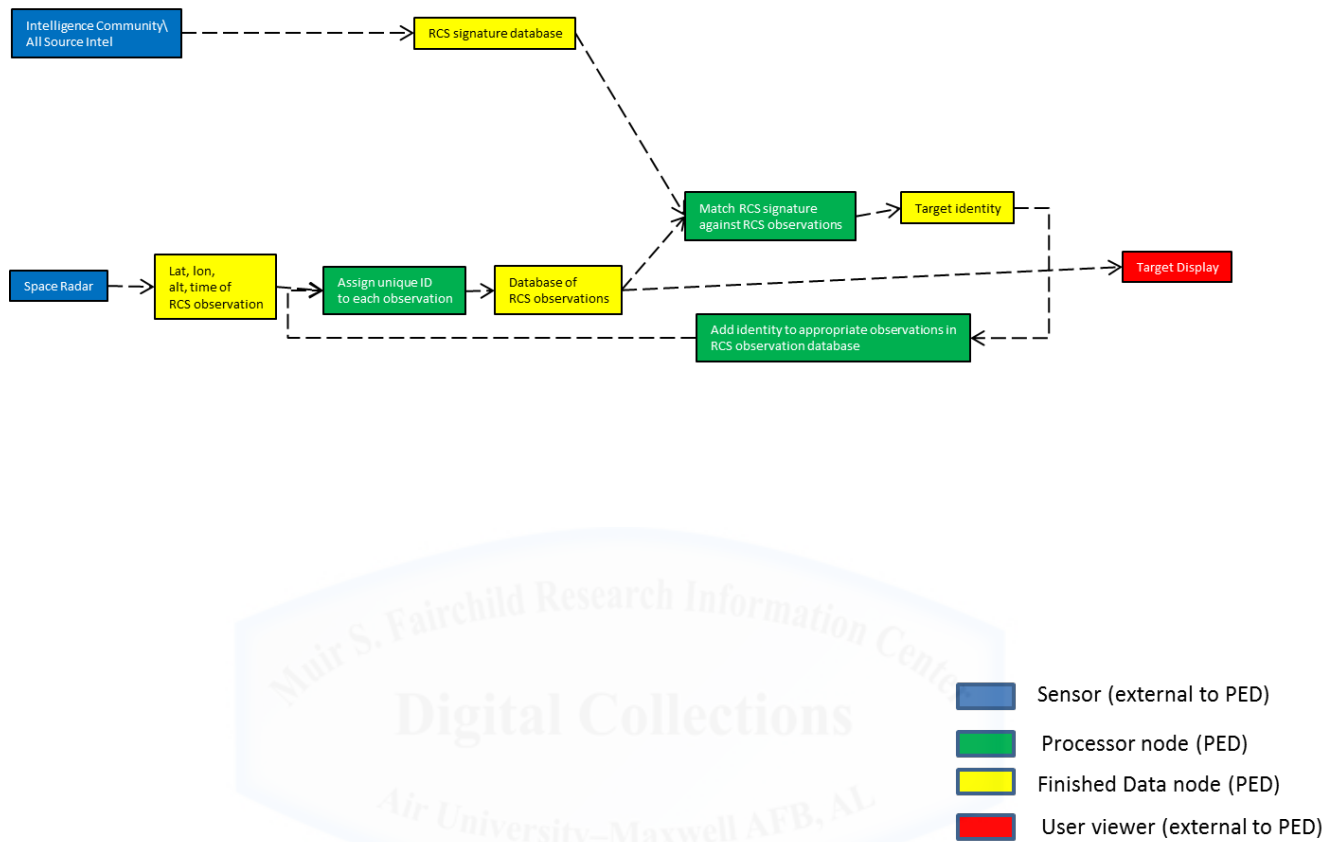 Intelligence Community\
All Source Intel
RCS signature database
Match RCS signature
against RCS observations
Target identity
Space Radar
Lat, lon,
alt, time of
RCS observation
Assign unique ID
to each observation
Database of
RCS observations
Target Display
Add identity to appropriate observations in
RCS observation database
Muir S. Fairchild Research Information Center
Digital Collections
Air University–Maxwell AFB, AL
Sensor (external to PED)
Processor node (PED)
Finished Data node (PED)
User viewer (external to PED)